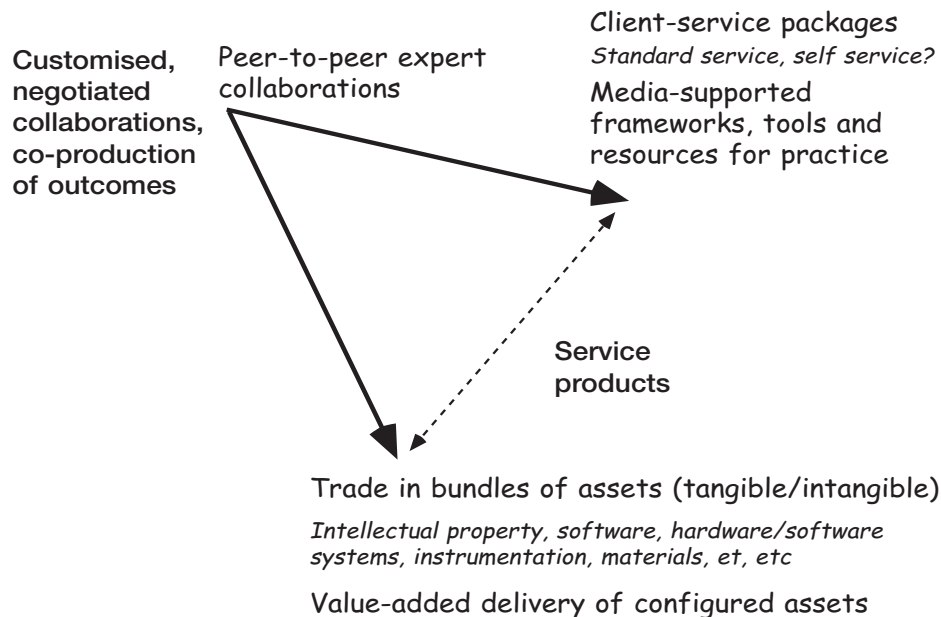 Customised,
negotiated
collaborations,
co-production
of outcomes
Peer-to-peer expert
collaborations
Client-service packages
Standard service, self service?
Media-supported
frameworks, tools and
resources for practice
Service
products
Trade in bundles of assets (tangible/intangible)
Intellectual property, software, hardware/software
systems, instrumentation, materials, et, etc
Value-added delivery of configured assets